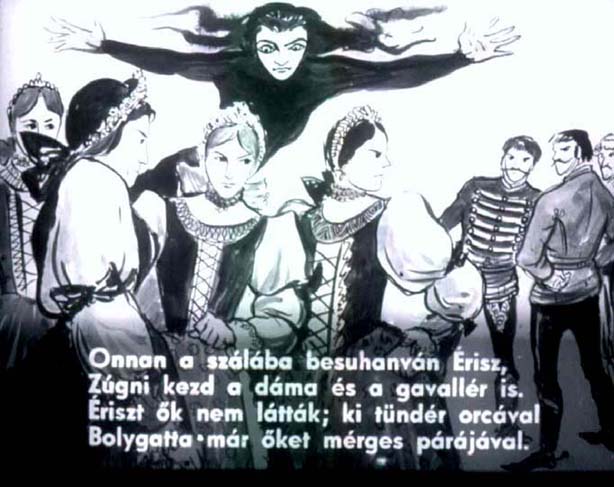 Onnan a szálába besuhanván Érisz,
Zúgni kezd a dáma és a gavallér is.
Ériszt ők nem látták; ki tündér orcával
Bolygatta már őket mérges párájával.